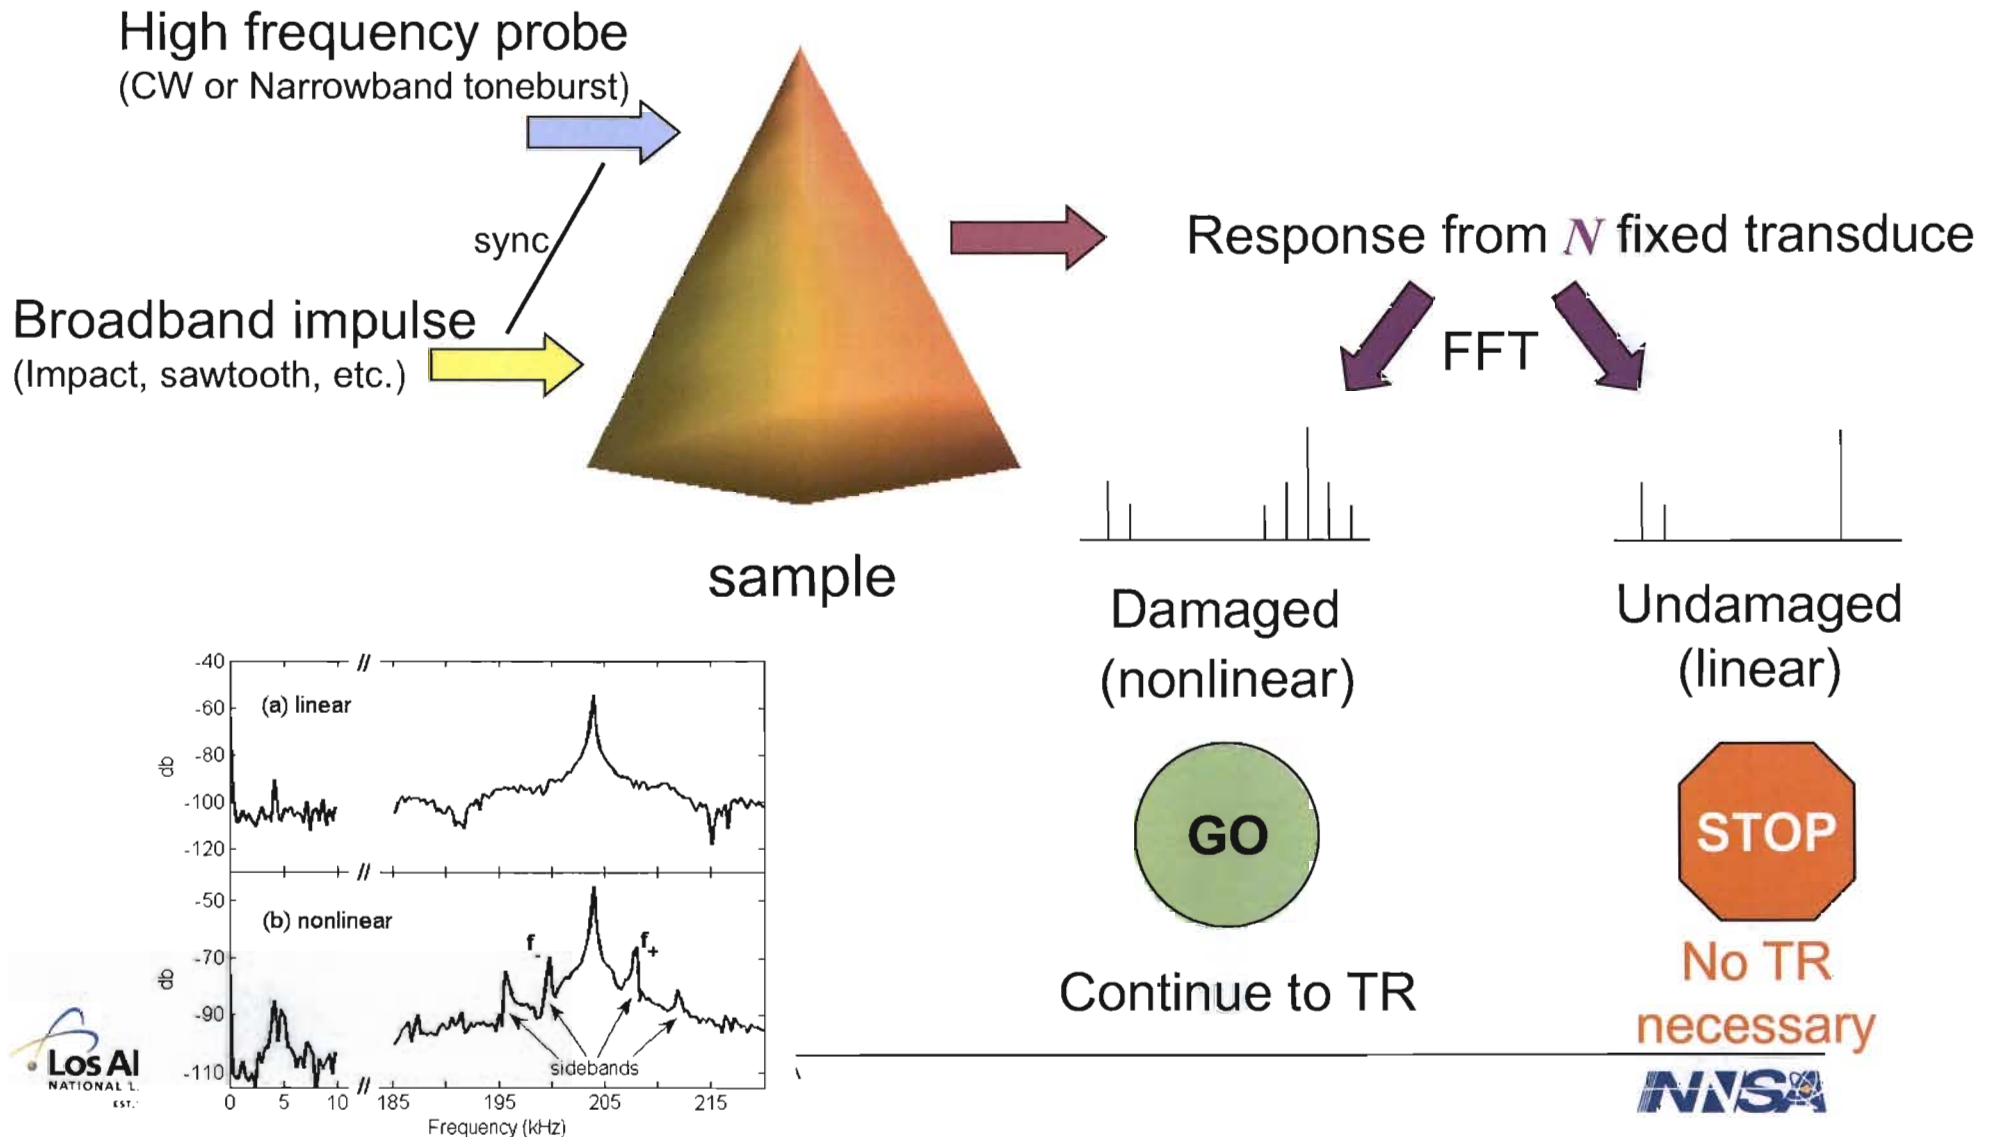 High frequency probe
(CW or Narrowband toneburst)
sync
Broadband impulse
(Impact, sawtooth, etc.)
sample
Response from N fixed transduce
FFT
Damaged
(nonlinear)
Undamaged
(linear)
GO
STOP
Continue to TR
No TR
necessary
-40
-60
-80
-100
-120
db
(a) linear
-50
-70
-90
-110
db
(b) nonlinear
f-
f+
sidebands
0 5 10 // 185 195 205 215
Frequency (kHz)
Los Al
NATIONAL L
EST.
NNSA